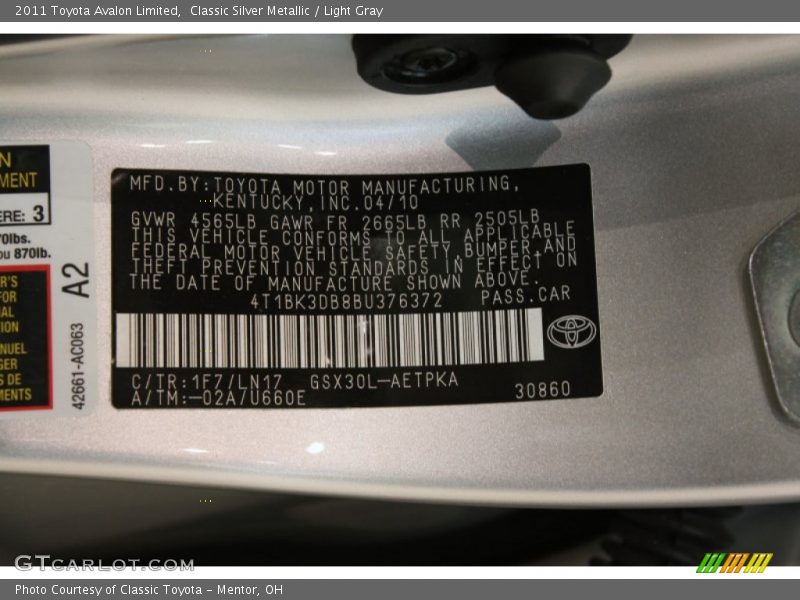 2011 Toyota Avalon Limited,  Classic Silver Metallic / Light Gray
MFD.BY:TOYOTA MOTOR MANUFACTURING,
KENTUCKY,INC.04/10
GVWR 4565LB GAWR FR 2665LB RR 2505LB
THIS VEHICLE CONFORMS TO ALL APPLICABLE
FEDERAL MOTOR VEHICLE SAFETY,BUMPER,AND
THEFT PREVENTION STANDARDS IN EFFECT ON
THE DATE OF MANUFACTURE SHOWN ABOVE.
4T1BK3DB8BU376372 PASS.CAR
C/TR:1F7/LN17 GSX30L-AETPKA
A/TM:-02A/U660E 30860
3
870lb.
A2
42661-AC063
GTCARLOT.COM
Photo Courtesy of Classic Toyota - Mentor, OH